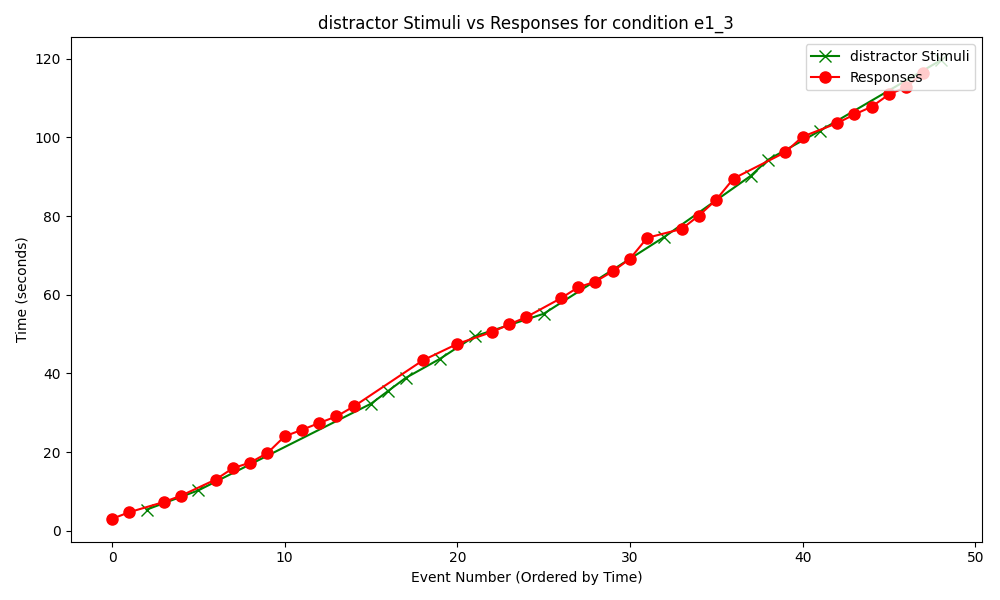 distractor Stimuli vs Responses for condition e1_3
distractor Stimuli
Responses
Time (seconds)
120
100
80
60
40
20
0
0 10 20 30 40 50
Event Number (Ordered by Time)